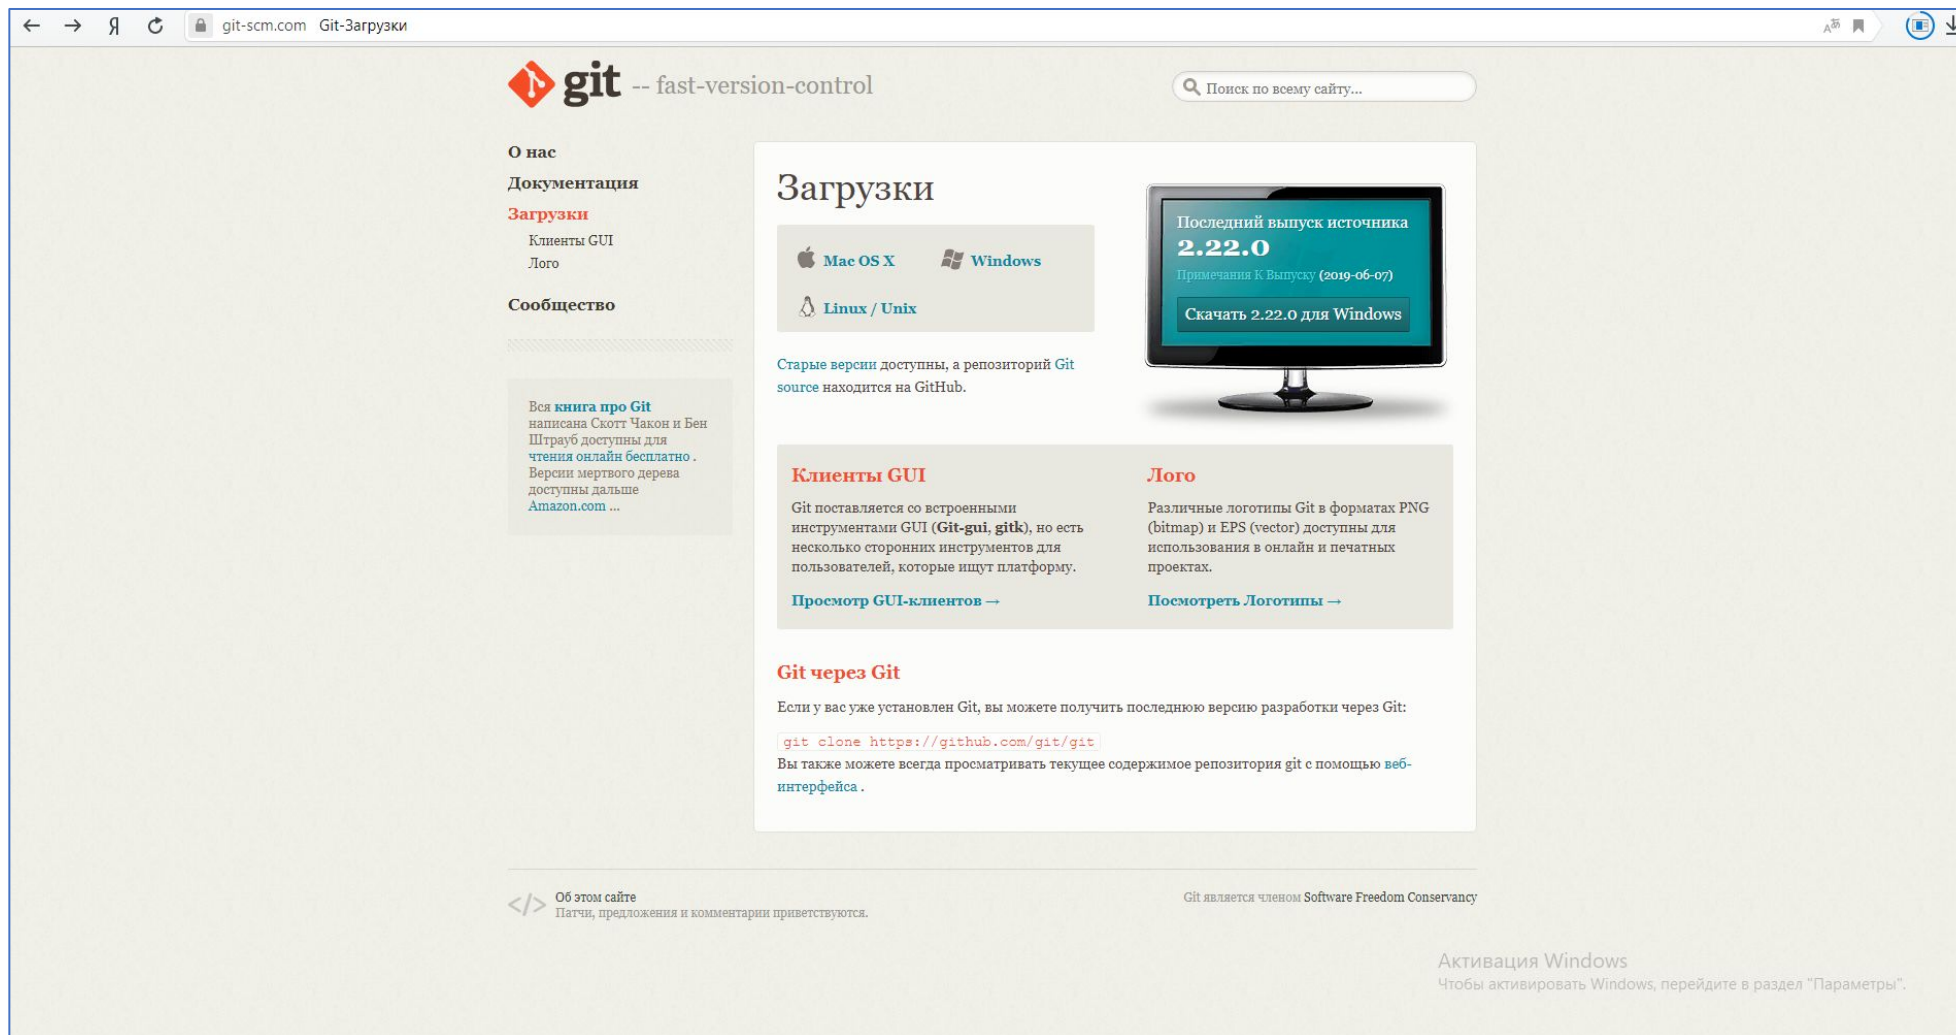 Я
git-scm.com Git-Загрузки
git -- fast-version-control
Поиск по всему сайту...
О нас
Документация
Загрузки
Клиенты GUI
Лого
Сообщество
Вся книга про Git
написана Скотт Чакон и Бен
Штрауб доступны для
чтения онлайн бесплатно .
Версии мертвого дерева
доступны дальше
Amazon.com ...
Загрузки
Mac OS X
Windows
Linux / Unix
Старые версии доступны, а репозиторий Git
source находится на GitHub.
Последний выпуск источника
2.22.0
Примечания К Выпуску (2019-06-07)
Скачать 2.22.0 для Windows
Клиенты GUI
Git поставляется со встроенными
инструментами GUI (Git-gui, gitk), но есть
несколько сторонних инструментов для
пользователей, которые ищут платформу.
Просмотр GUI-клиентов →
Лого
Различные логотипы Git в форматах PNG
(bitmap) и EPS (vector) доступны для
использования в онлайн и печатных
проектах.
Посмотреть Логотипы →
Git через Git
Если у вас уже установлен Git, вы можете получить последнюю версию разработки через Git:
git clone https://github.com/git/git
Вы также можете всегда просматривать текущее содержимое репозитория git с помощью веб-
интерфейса .
</> Об этом сайте
Патчи, предложения и комментарии приветствуются.
Git является членом Software Freedom Conservancy
Активация Windows
Чтобы активировать Windows, перейдите в раздел "Параметры".